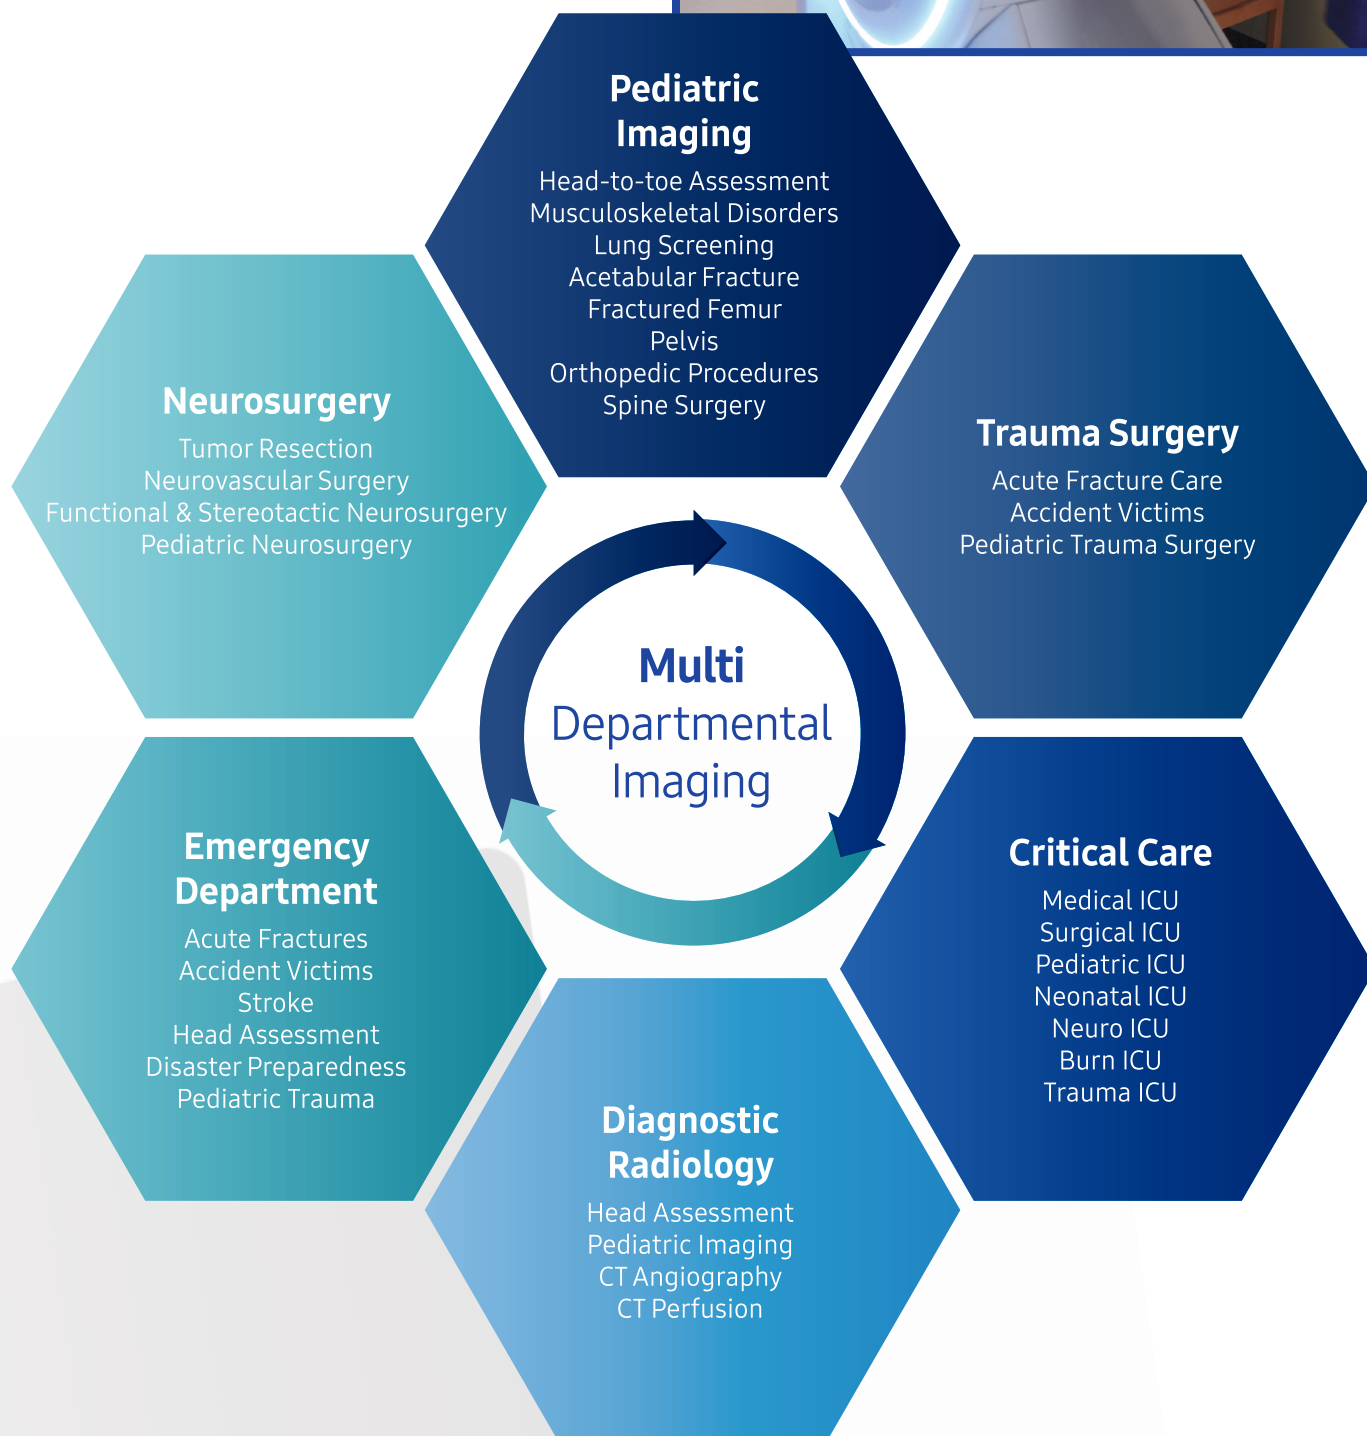 Pediatric
Imaging
Head-to-toe Assessment
Musculoskeletal Disorders
Lung Screening
Acetabular Fracture
Fractured Femur
Pelvis
Orthopedic Procedures
Spine Surgery
Neurosurgery
Tumor Resection
Neurovascular Surgery
Functional & Stereotactic Neurosurgery
Pediatric Neurosurgery
Trauma Surgery
Acute Fracture Care
Accident Victims
Pediatric Trauma Surgery
Multi
Departmental
Imaging
Emergency
Department
Acute Fractures
Accident Victims
Stroke
Head Assessment
Disaster Preparedness
Pediatric Trauma
Critical Care
Medical ICU
Surgical ICU
Pediatric ICU
Neonatal ICU
Neuro ICU
Burn ICU
Trauma ICU
Diagnostic
Radiology
Head Assessment
Pediatric Imaging
CT Angiography
CT Perfusion